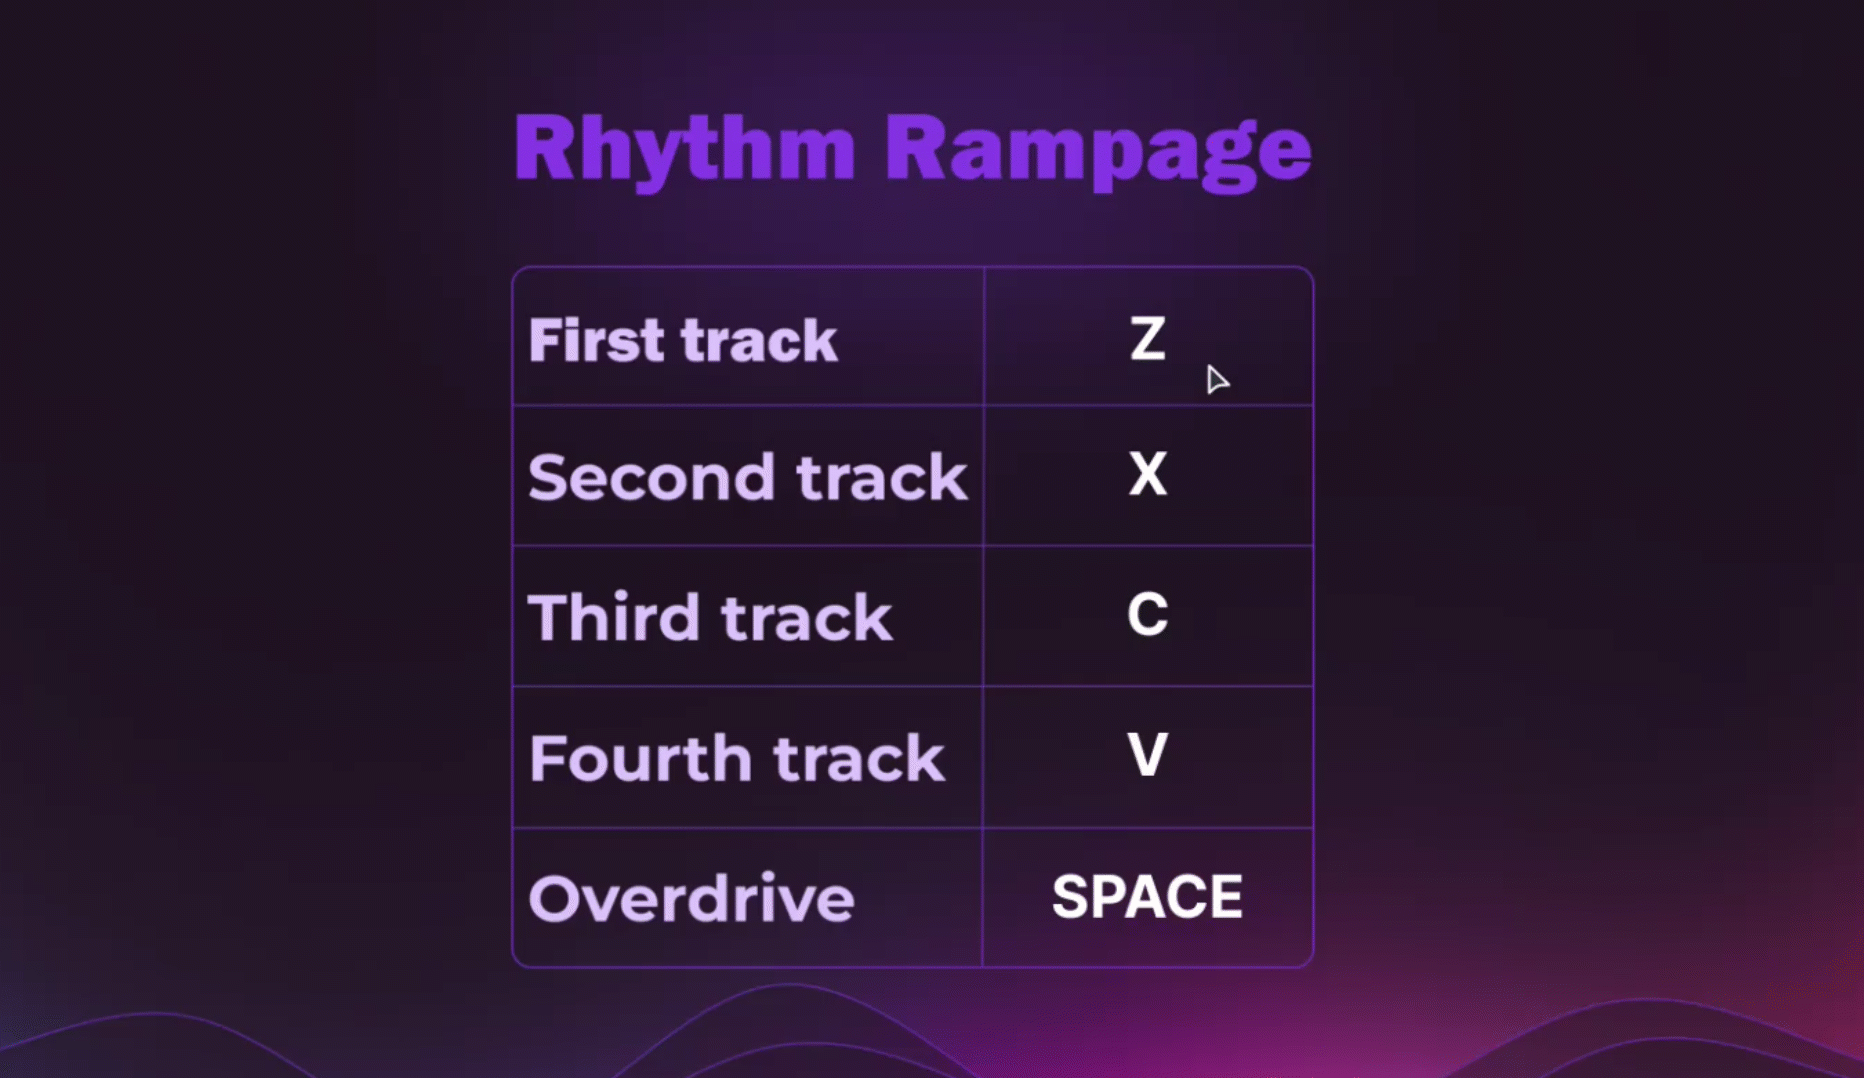 Rhythm Rampage
First track Z
Second track X
Third track C
Fourth track V
Overdrive SPACE